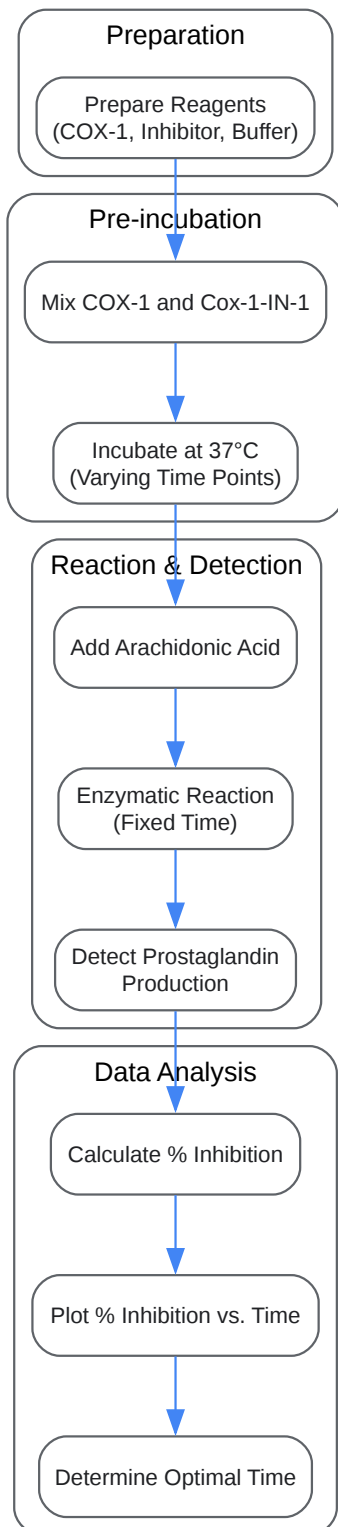 Preparation
Prepare Reagents
(COX-1, Inhibitor, Buffer)
Pre-incubation
Mix COX-1 and Cox-1-IN-1
Incubate at 37°C
(Varying Time Points)
Reaction & Detection
Add Arachidonic Acid
Enzymatic Reaction
(Fixed Time)
Detect Prostaglandin
Production
Data Analysis
Calculate % Inhibition
Plot % Inhibition vs. Time
Determine Optimal Time